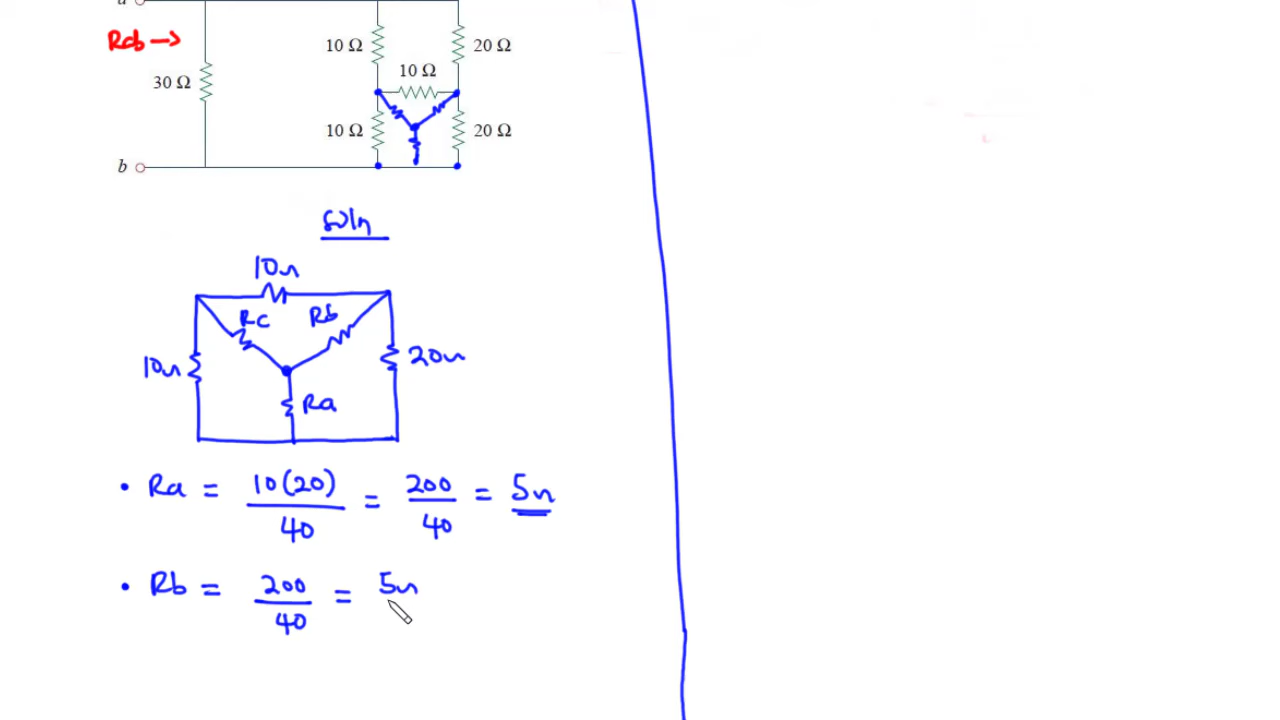 a
Rab →
10 Ω
20 Ω
10 Ω
30 Ω
10 Ω
20 Ω
b
soln
10Ω
Rc
Rb
10Ω
20Ω
Ra
• Ra = 10(20)/40 = 200/40 = 5Ω
• Rb = 200/40 = 5Ω